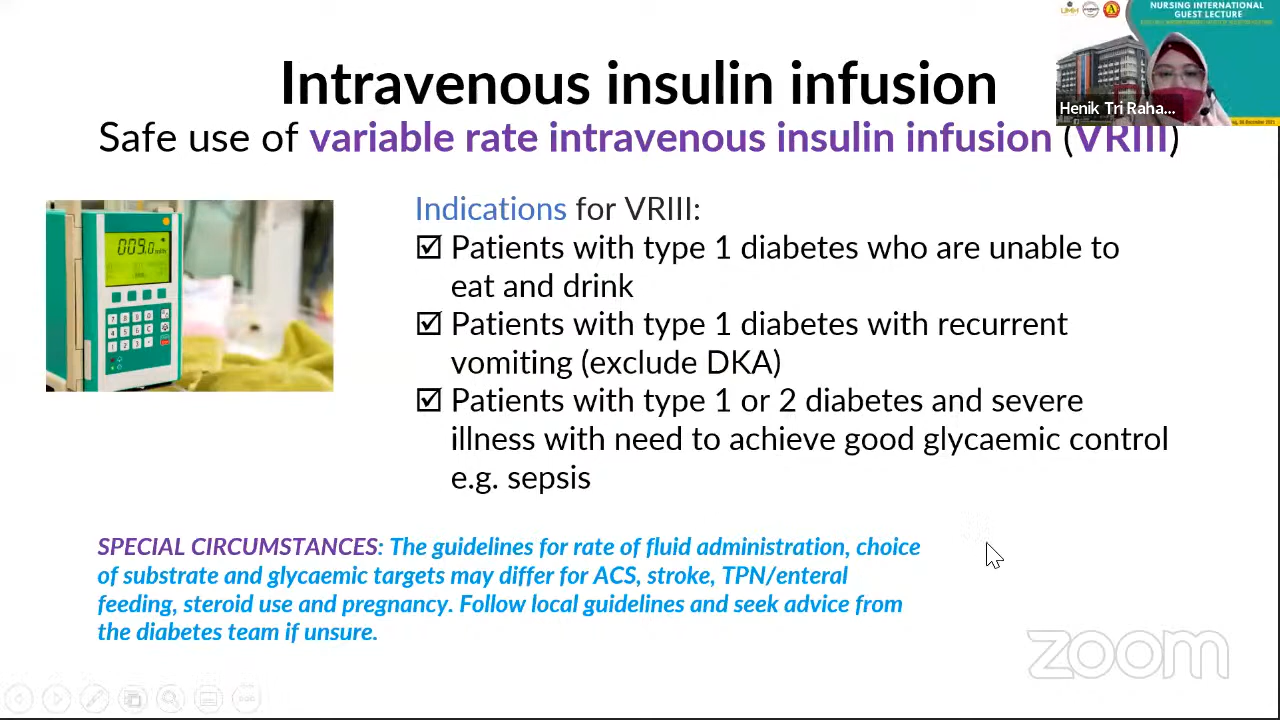 NURSING INTERNATIONAL
GUEST LECTURE
Henik Tri Raha...
Intravenous insulin infusion
Safe use of variable rate intravenous insulin infusion (VRIII)
009.0
Indications for VRIII:
☑ Patients with type 1 diabetes who are unable to
eat and drink
☑ Patients with type 1 diabetes with recurrent
vomiting (exclude DKA)
☑ Patients with type 1 or 2 diabetes and severe
illness with need to achieve good glycaemic control
e.g. sepsis
SPECIAL CIRCUMSTANCES: The guidelines for rate of fluid administration, choice
of substrate and glycaemic targets may differ for ACS, stroke, TPN/enteral
feeding, steroid use and pregnancy. Follow local guidelines and seek advice from
the diabetes team if unsure.
zoom